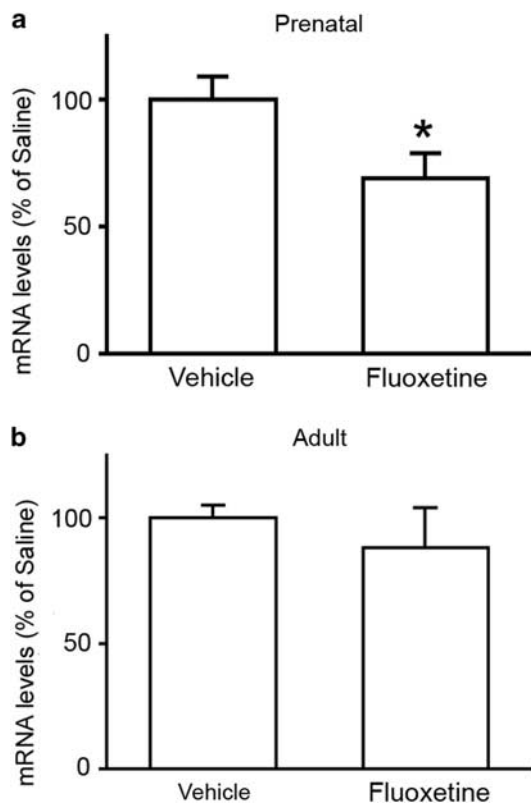 a
Prenatal
mRNA levels (% of Saline)
100
50
0
*
Vehicle
Fluoxetine
b
Adult
mRNA levels (% of Saline)
100
50
0
Vehicle
Fluoxetine